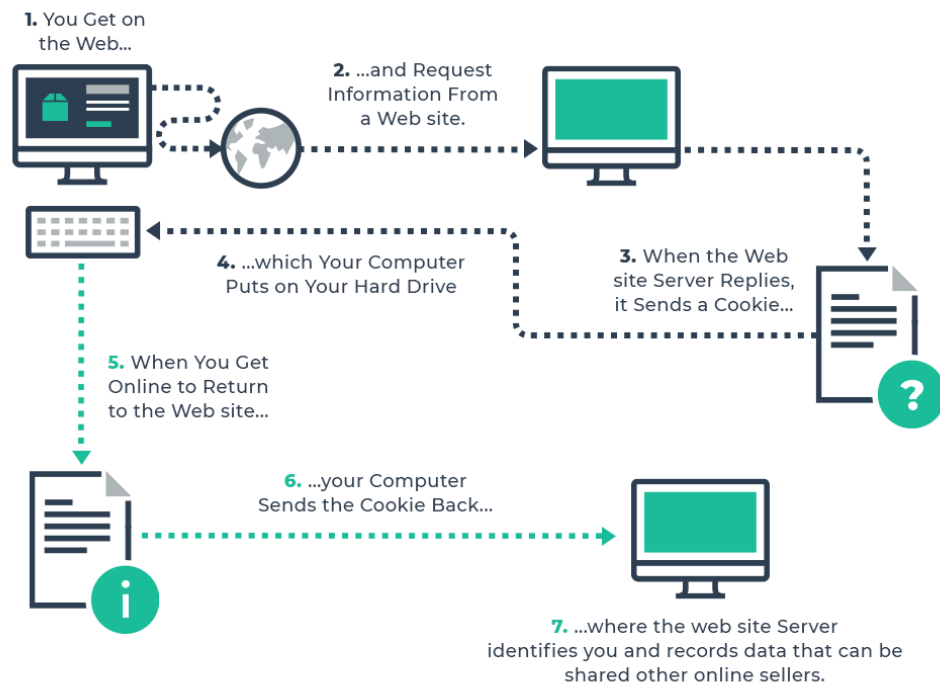 1. You Get on
the Web...
2. ...and Request
Information From
a Web site.
3. When the Web
site Server Replies,
it Sends a Cookie...
4. ...which Your Computer
Puts on Your Hard Drive
5. When You Get
Online to Return
to the Web site...
6. ...your Computer
Sends the Cookie Back...
7. ...where the web site Server
identifies you and records data that can be
shared other online sellers.
?
i